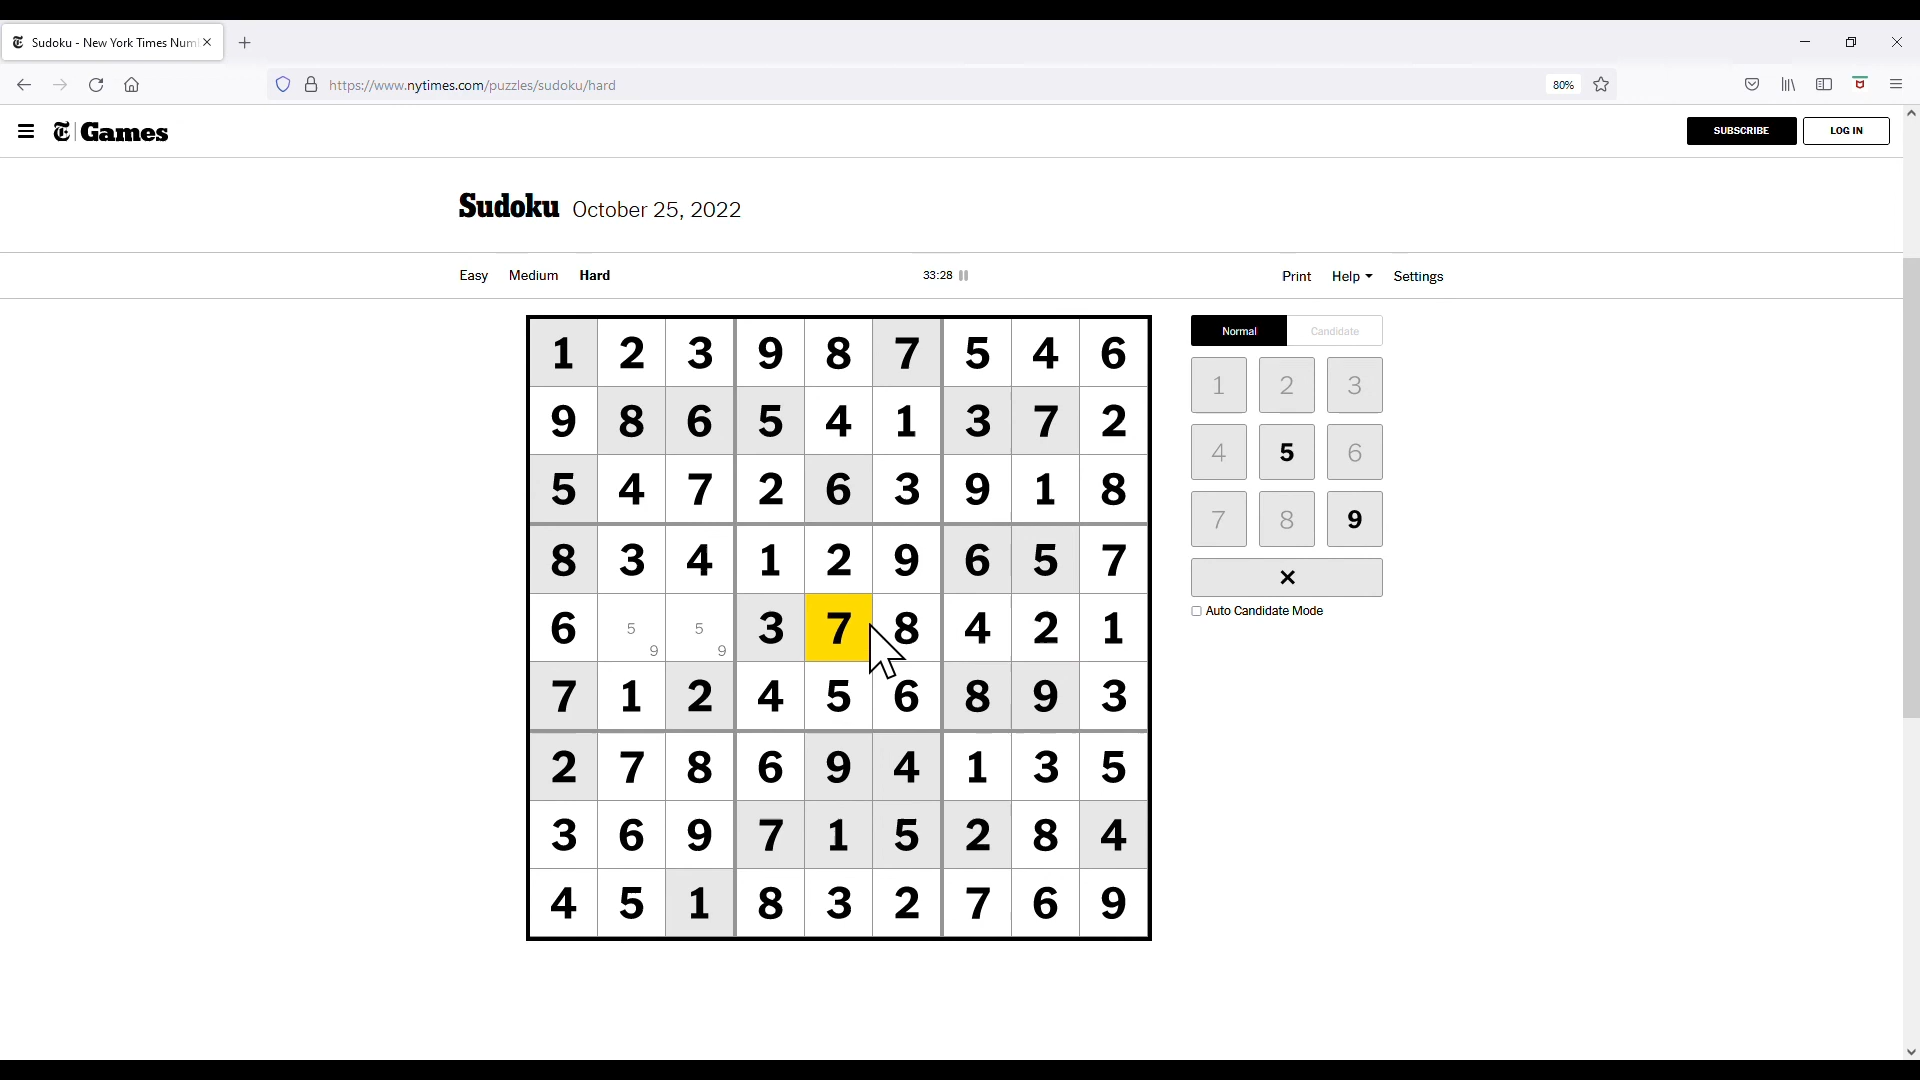 Sudoku - New York Times Num
https://www.nytimes.com/puzzles/sudoku/hard
80%
Games
SUBSCRIBE
LOG IN
Sudoku October 25, 2022
Easy Medium Hard
33:28
Print Help Settings
Normal Candidate
1 2 3 9 8 7 5 4 6
9 8 6 5 4 1 3 7 2
5 4 7 2 6 3 9 1 8
8 3 4 1 2 9 6 5 7
6 5 9 5 9 3 7 8 4 2 1
7 1 2 4 5 6 8 9 3
2 7 8 6 9 4 1 3 5
3 6 9 7 1 5 2 8 4
4 5 1 8 3 2 7 6 9
1 2 3
4 5 6
7 8 9
Auto Candidate Mode